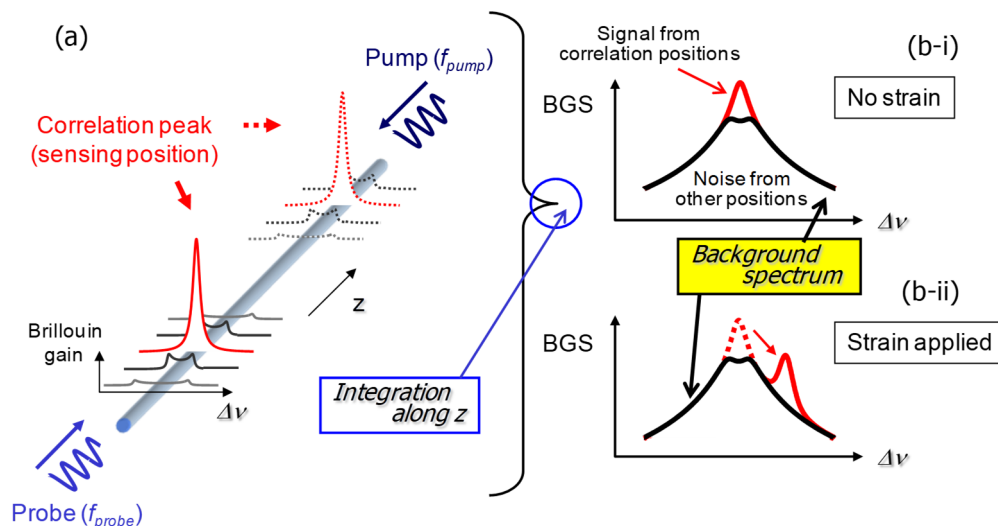 (a)
Pump (f_pump)
Correlation peak
(sensing position)
z
Brillouin
gain
Δν
Probe (f_probe)
Integration
along z
Signal from
correlation positions
(b-i)
BGS
No strain
Noise from
other positions
Δν
Background
spectrum
(b-ii)
BGS
Strain applied
Δν